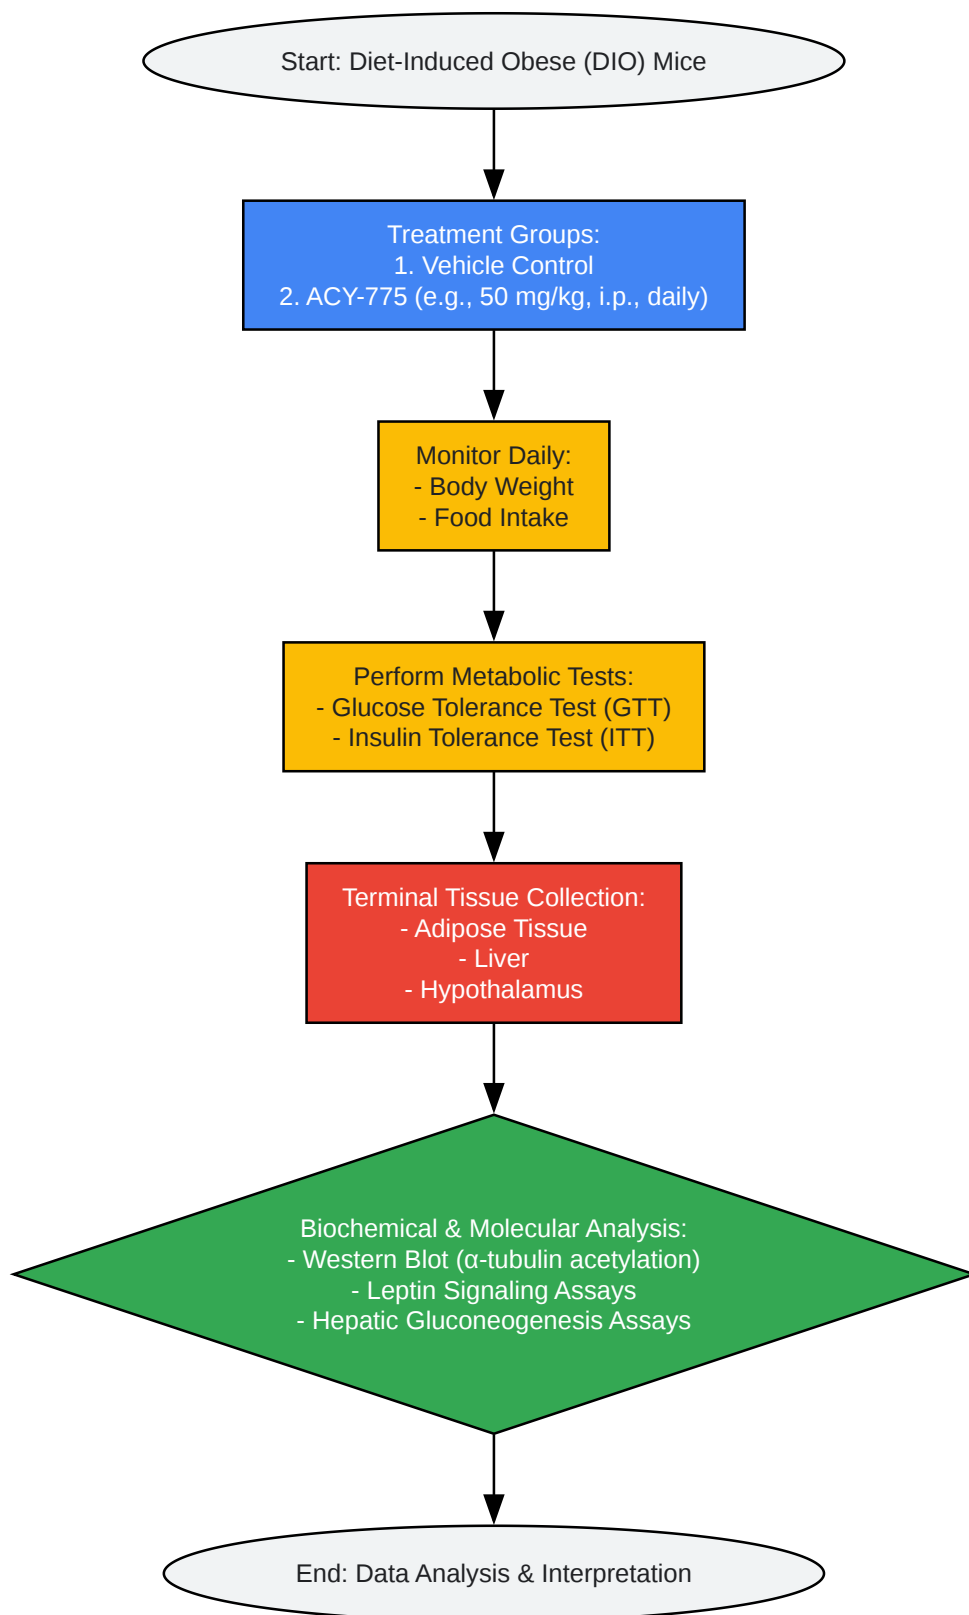 Start: Diet-Induced Obese (DIO) Mice
Treatment Groups:
1. Vehicle Control
2. ACY-775 (e.g., 50 mg/kg, i.p., daily)
Monitor Daily:
- Body Weight
- Food Intake
Perform Metabolic Tests:
- Glucose Tolerance Test (GTT)
- Insulin Tolerance Test (ITT)
Terminal Tissue Collection:
- Adipose Tissue
- Liver
- Hypothalamus
Biochemical & Molecular Analysis:
- Western Blot (α-tubulin acetylation)
- Leptin Signaling Assays
- Hepatic Gluconeogenesis Assays
End: Data Analysis & Interpretation